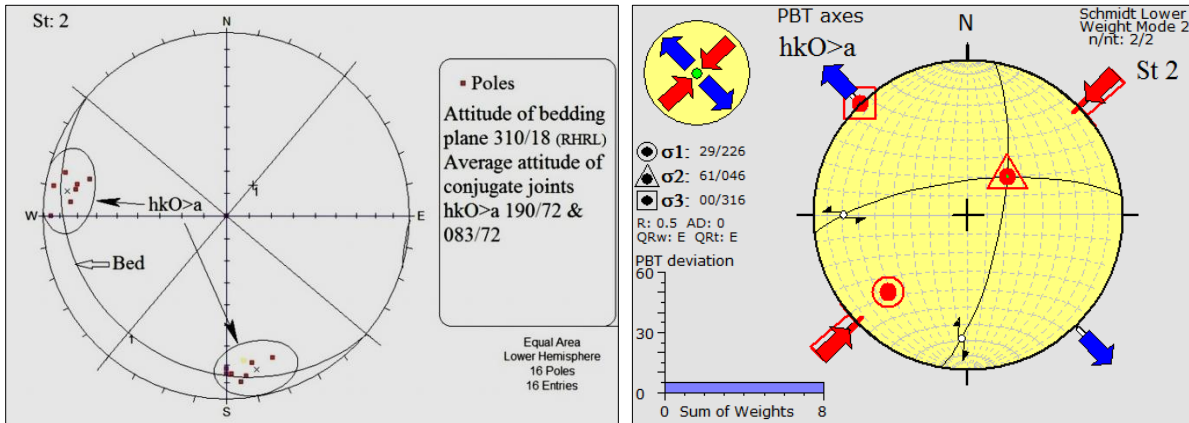 St: 2
N
W
E
S
hkO>a
Bed
1
1
Poles
Attitude of bedding
plane 310/18 (RHRL)
Average attitude of
conjugate joints
hkO>a 190/72 &
083/72
Equal Area
Lower Hemisphere
16 Poles
16 Entries
PBT axes
hkO>a
N
Schmidt Lower
Weight Mode 2
n/nt: 2/2
St 2
σ1: 29/226
σ2: 61/046
σ3: 00/316
R: 0.5 AD: 0
QRw: E QRt: E
PBT deviation
60
30
0
0 Sum of Weights 8